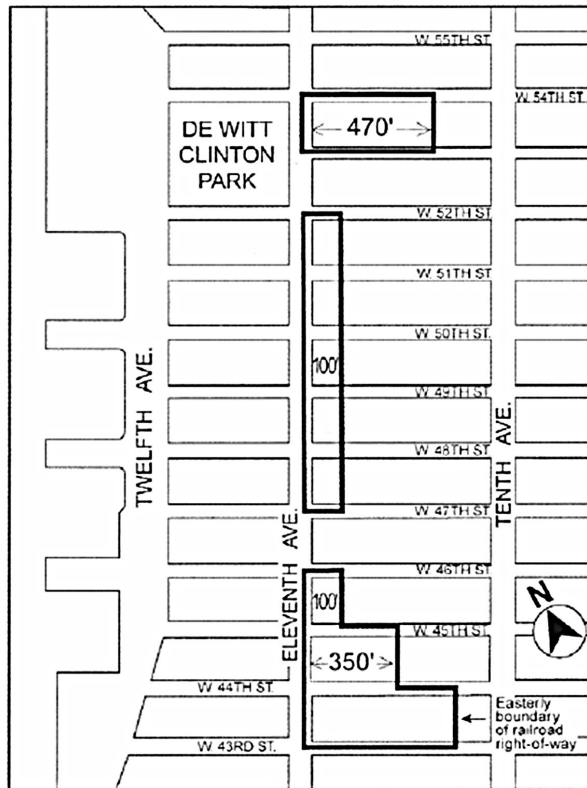 W. 55TH ST.
W. 54TH ST.
470'
DE WITT
CLINTON
PARK
W. 52TH ST
W. 51TH ST
W. 50TH ST
100'
W. 49TH ST
W. 48TH ST
W. 47TH ST
TWELFTH AVE.
ELEVENTH AVE.
TENTH AVE.
W. 46TH ST
100'
W. 45TH ST
N
350'
W. 44TH ST.
W. 43RD ST.
Easterly
boundary
of railroad
right-of-way